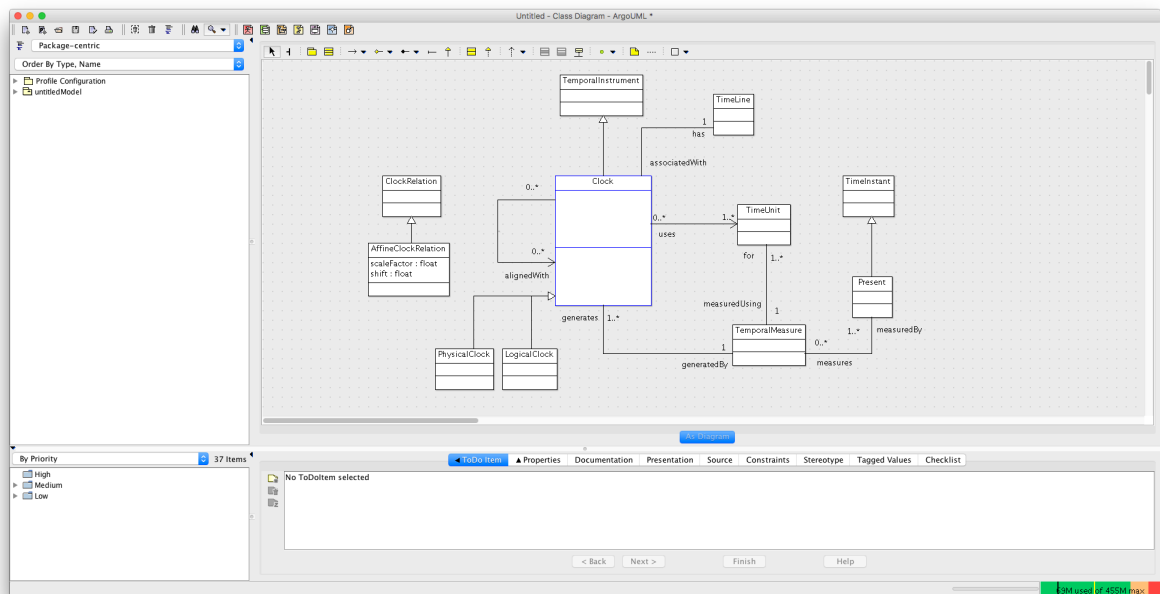 Untitled - Class Diagram - ArgoUML *
Package-centric
Order By Type, Name
Profile Configuration
untitledModel
TemporalInstrument
TimeLine
1
has
associatedWith
ClockRelation
0..*
Clock
TimeInstant
TimeUnit
0..*
1..*
uses
AffineClockRelation
scaleFactor : float
shift : float
0..*
alignedWith
for
1..*
Present
measuredUsing
generates
1..*
1
TemporalMeasure
1..*
measuredBy
0..*
PhysicalClock
LogicalClock
1
generatedBy
measures
As Diagram
By Priority
37 Items
High
Medium
Low
ToDo Item
Properties
Documentation
Presentation
Source
Constraints
Stereotype
Tagged Values
Checklist
No ToDoItem selected
< Back
Next >
Finish
Help
69M used of 455M max